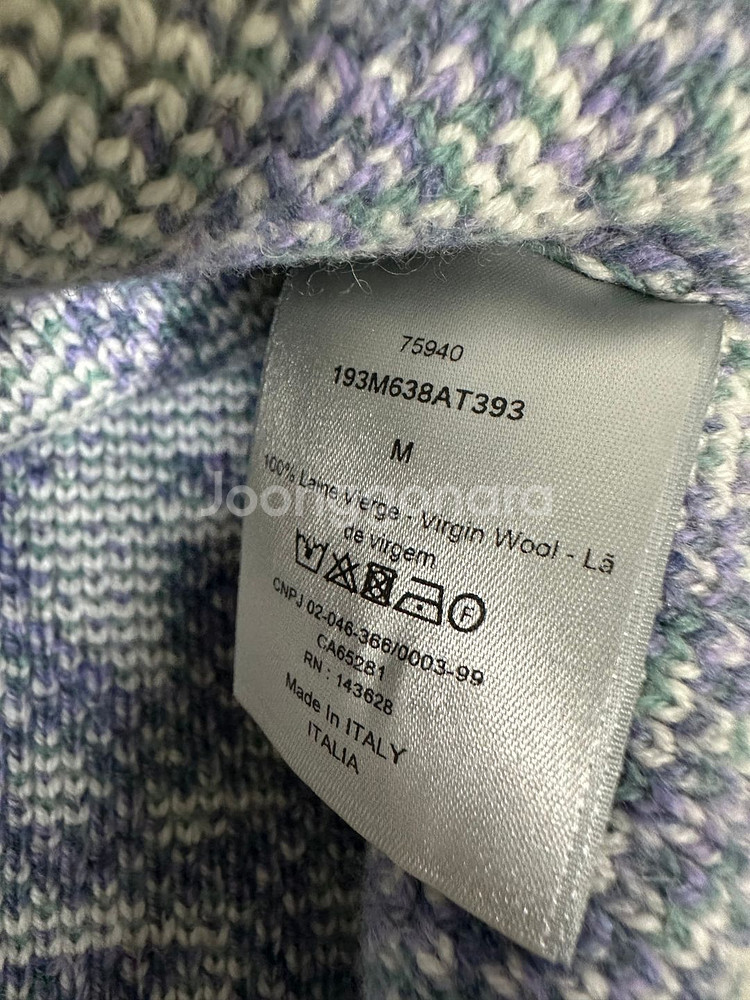 75940
193M638AT393
M
100% Laine Vierge - Virgin Wool - Lã
de virgem
F
CNPJ 02-046-366/0003-99
CA65281
RN : 143628
Made In ITALY
ITALIA
Joonggonara